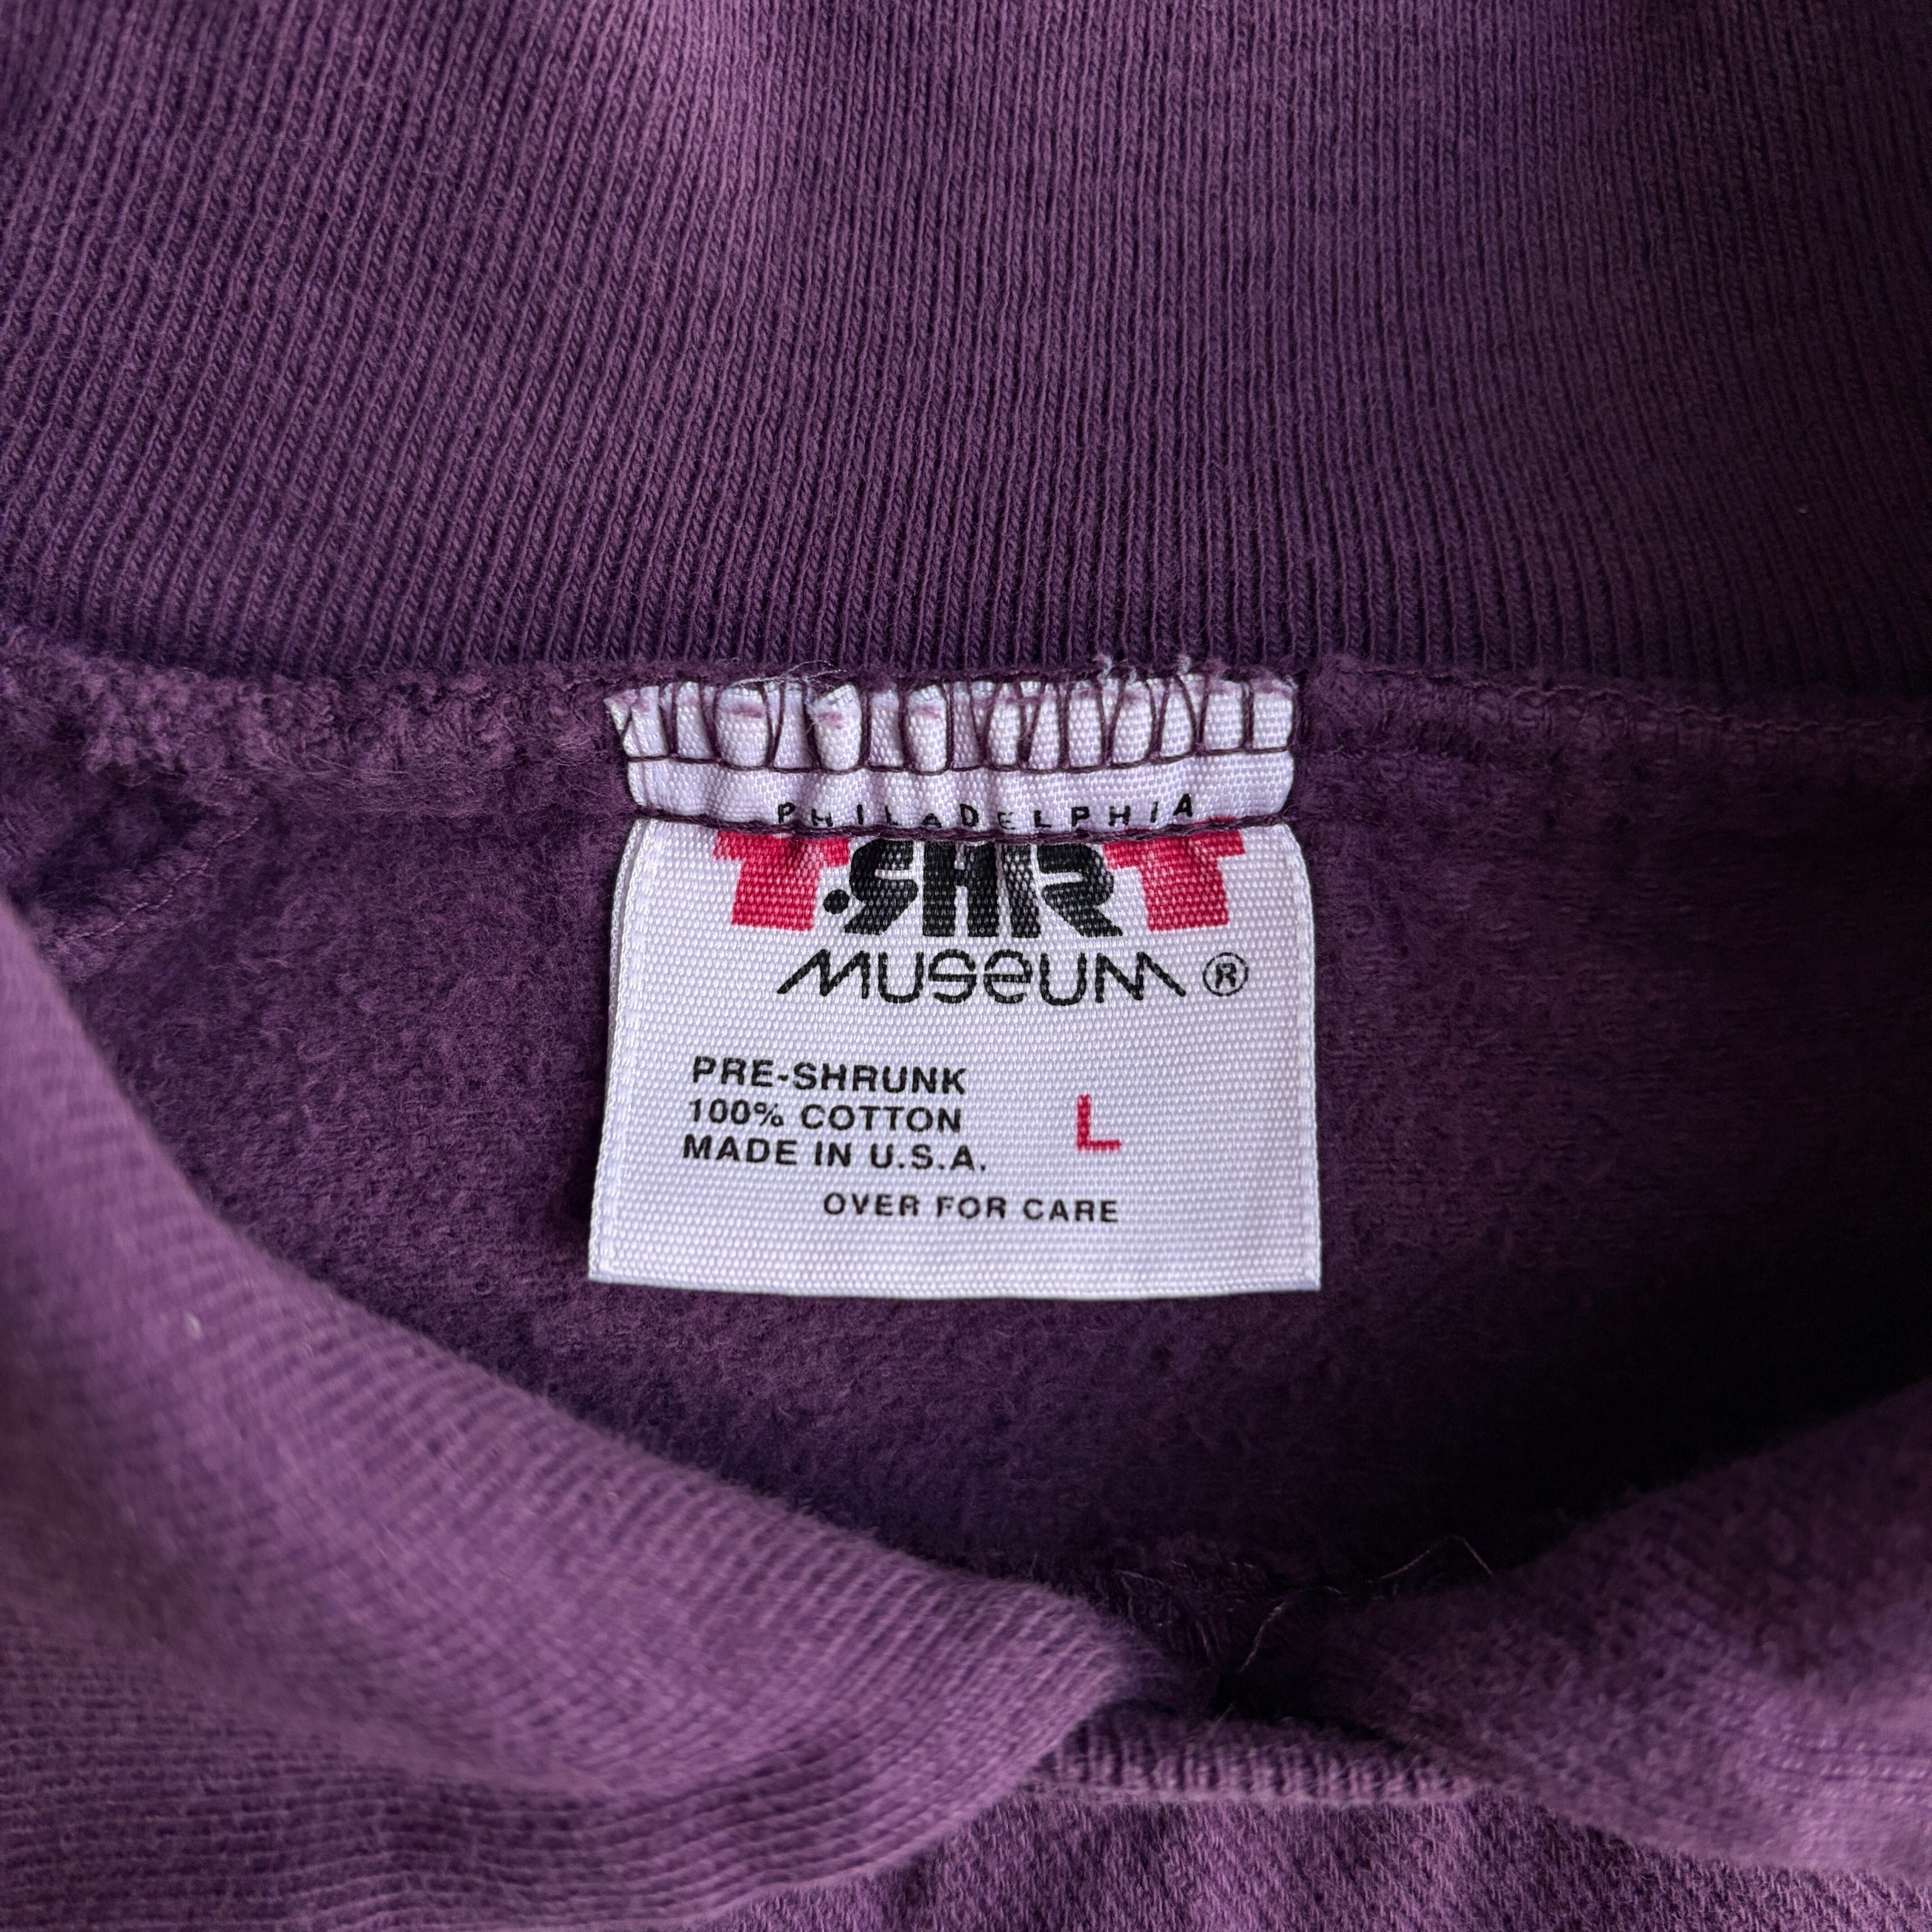 PHILADELPHIA
T·SHIRT
MUSEUM ®
PRE-SHRUNK
100% COTTON
MADE IN U.S.A.
L
OVER FOR CARE